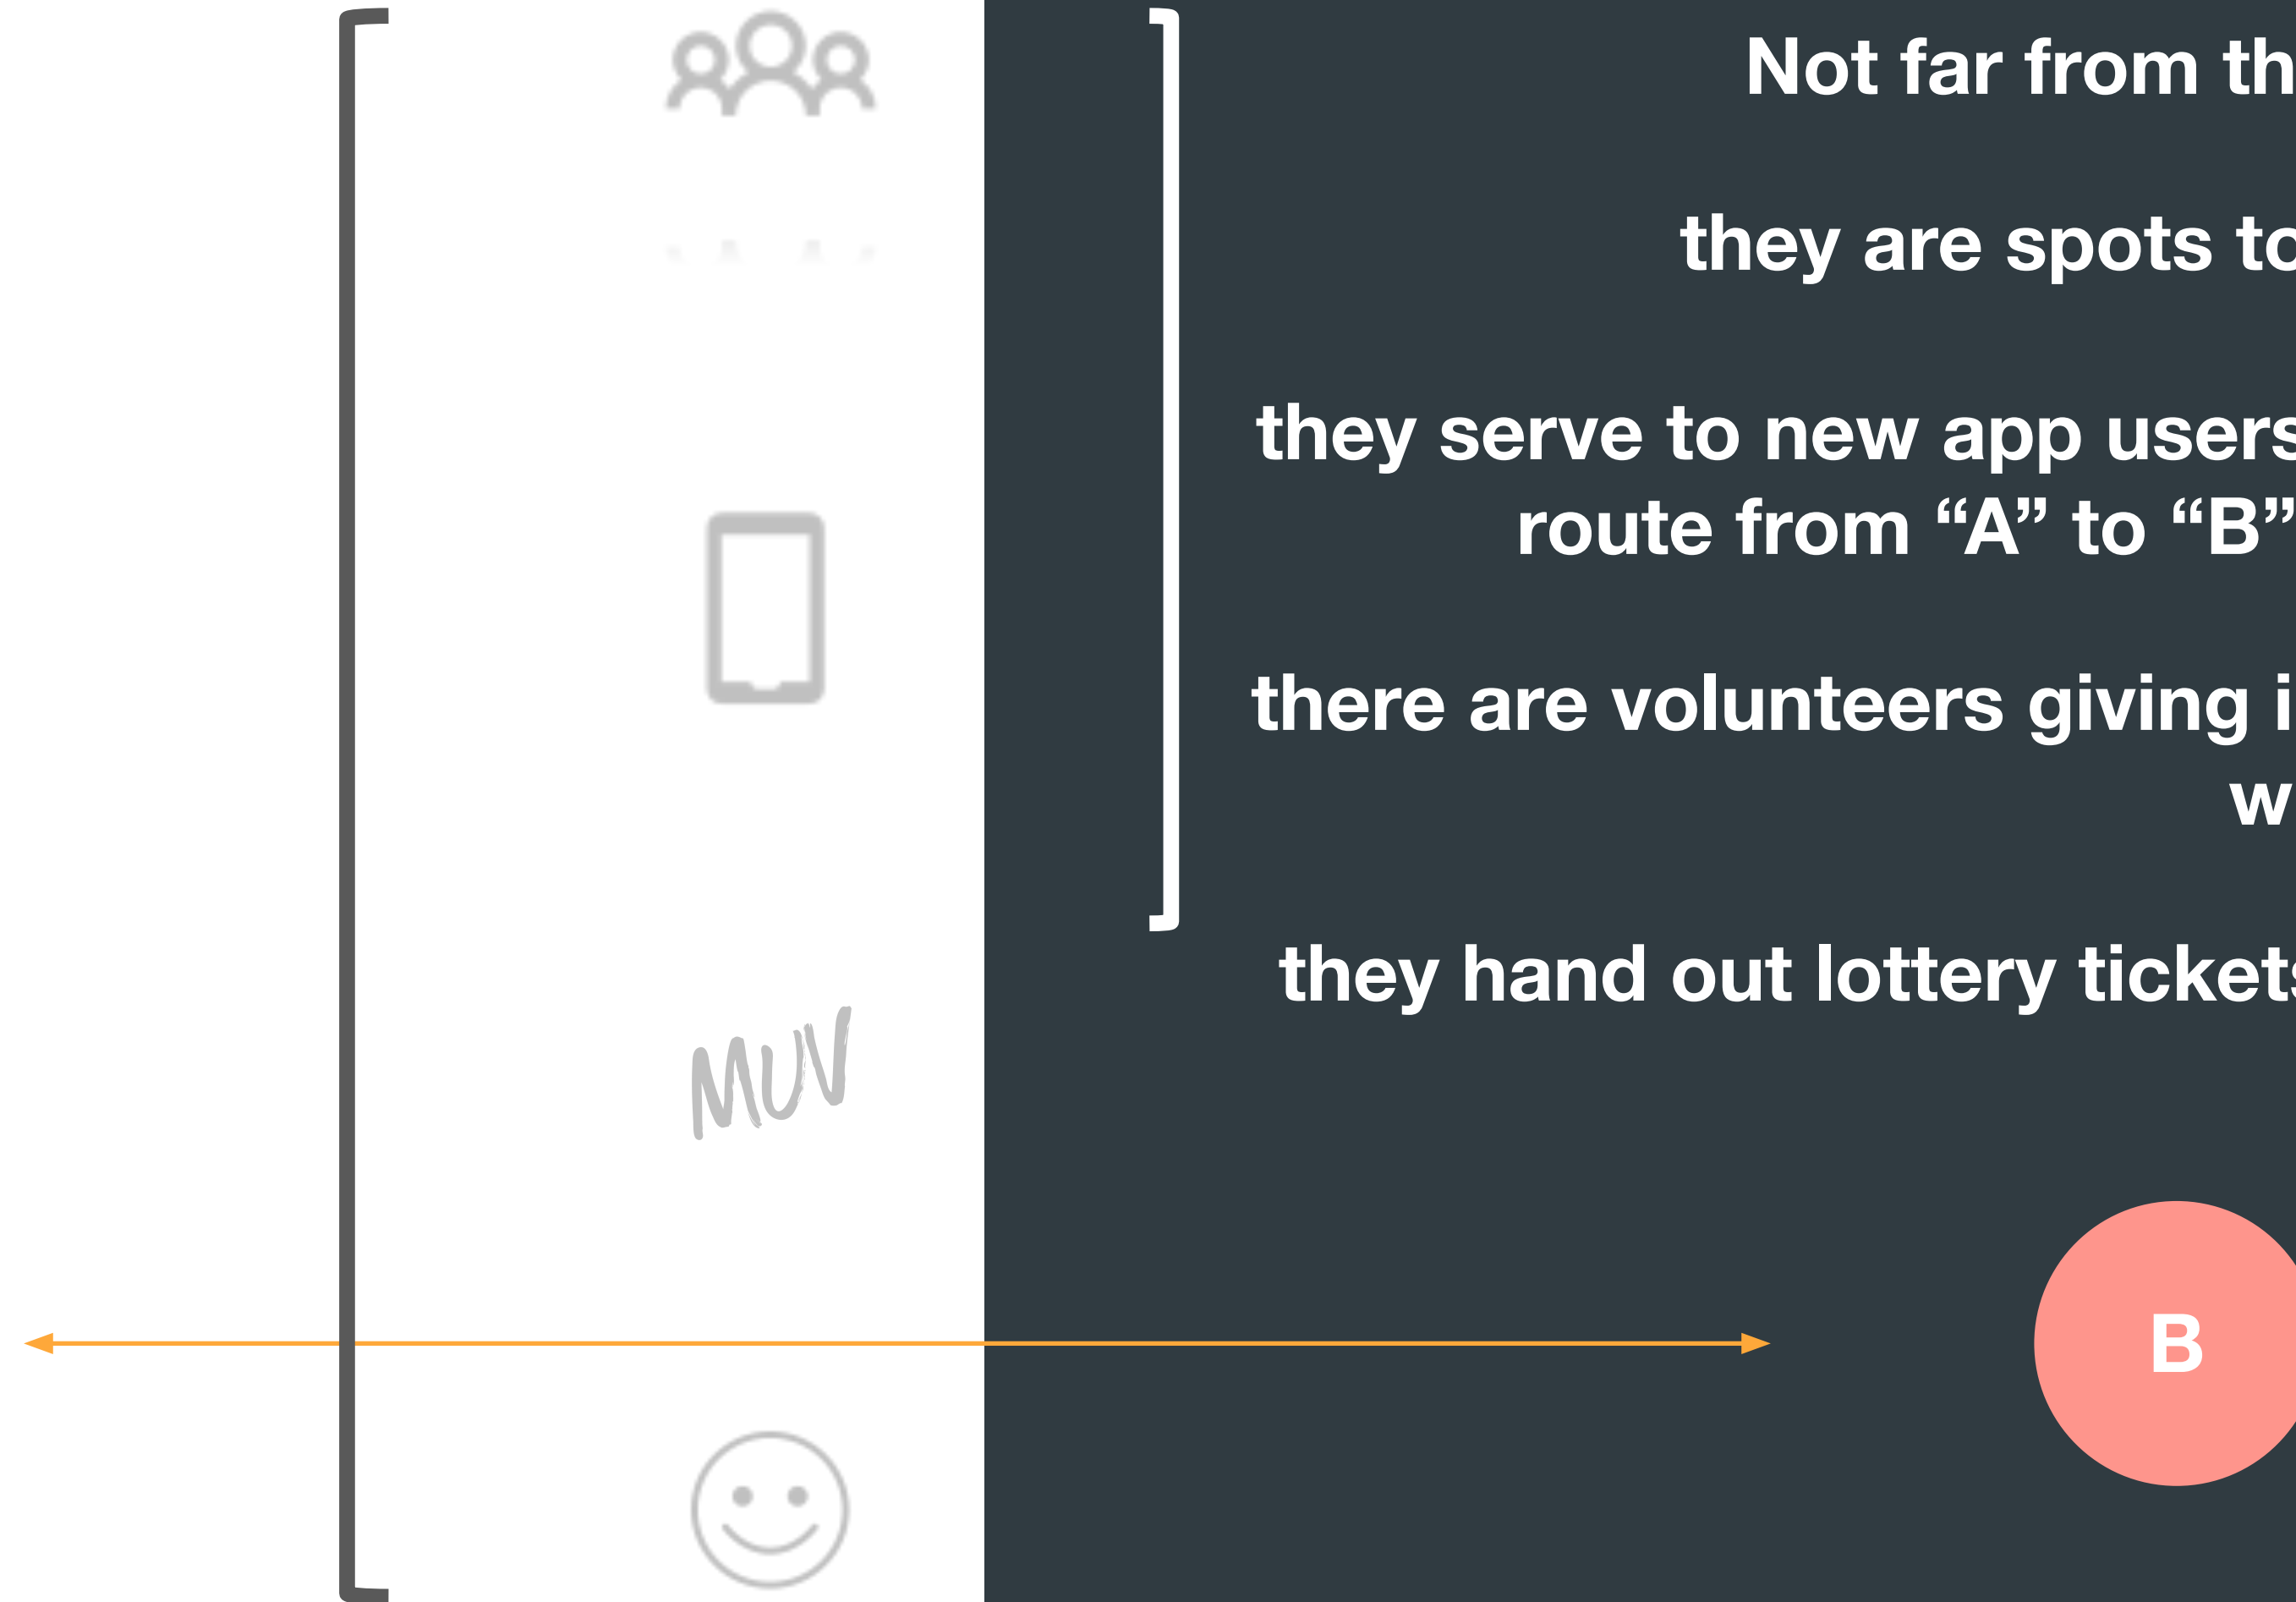 Not far from th
they are spots to
they serve to new app users
route from “A” to “B”
there are volunteers giving i
w
they hand out lottery tickets
MUV
B